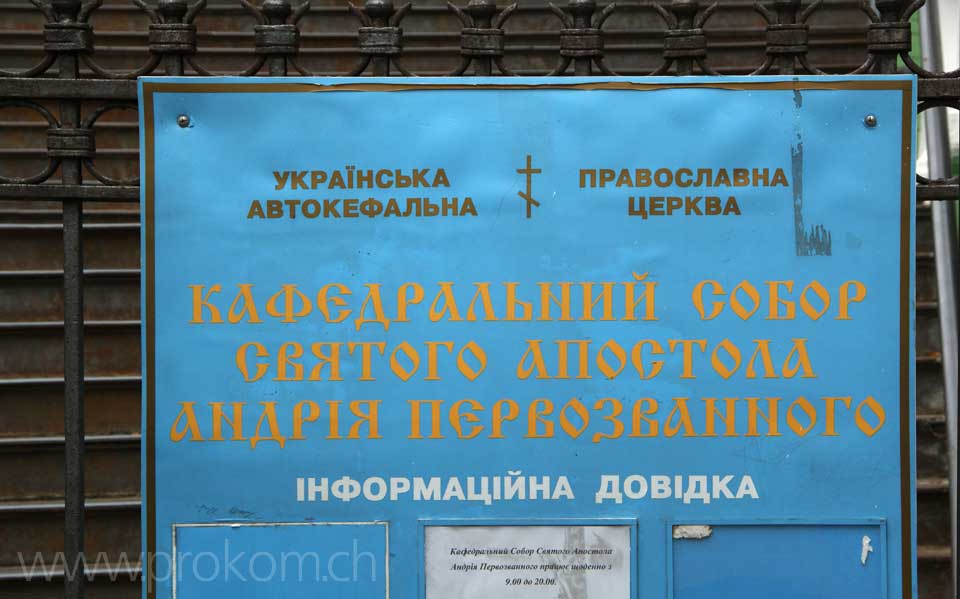 УКРАЇНСЬКА ПРАВОСЛАВНА
АВТОКЕФАЛЬНА ЦЕРКВА
КАФЕДРАЛЬНИЙ СОБОР
СВЯТОГО АПОСТОЛА
АНДРІЯ ПЕРВОЗВАННОГО
ІНФОРМАЦІЙНА ДОВІДКА
Кафедральний Собор Святого Апостола
Андрія Первозванного працює щоденно з
9.00 до 20.00.
www.prokom.ch